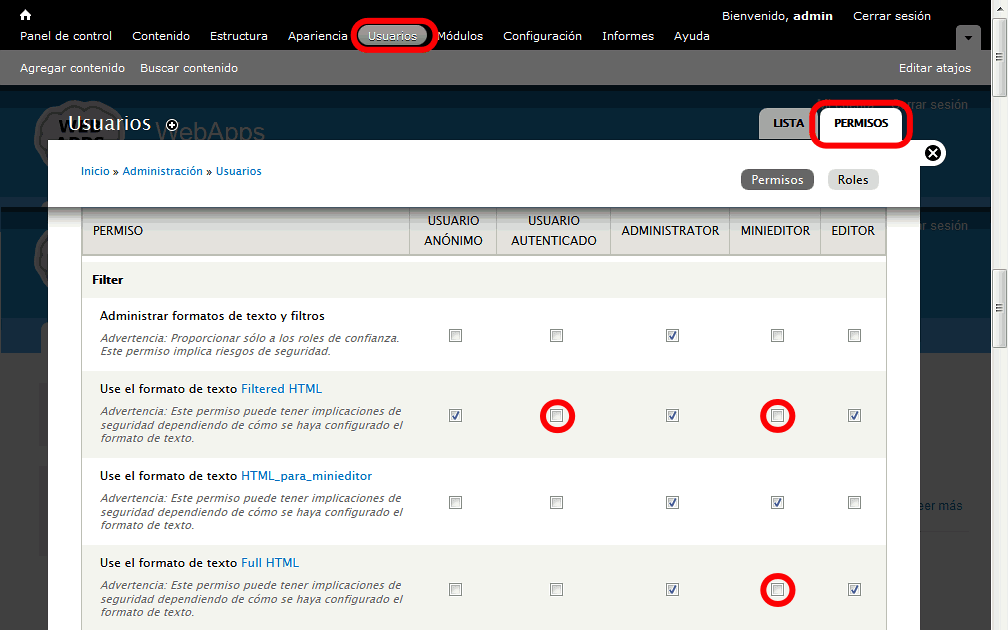 Bienvenido, admin Cerrar sesión
Panel de control Contenido Estructura Apariencia Usuarios Módulos Configuración Informes Ayuda
Agregar contenido Buscar contenido Editar atajos
Usuarios
WebApps
rrar sesión
LISTA PERMISOS
Inicio » Administración » Usuarios
Permisos Roles
r sesión
PERMISO USUARIO ANÓNIMO USUARIO AUTENTICADO ADMINISTRATOR MINIEDITOR EDITOR
Filter
Administrar formatos de texto y filtros
Advertencia: Proporcionar sólo a los roles de confianza.
Este permiso implica riesgos de seguridad.
Use el formato de texto Filtered HTML
Advertencia: Este permiso puede tener implicaciones de
seguridad dependiendo de cómo se haya configurado el
formato de texto.
Use el formato de texto HTML_para_minieditor
Advertencia: Este permiso puede tener implicaciones de
seguridad dependiendo de cómo se haya configurado el
formato de texto.
eer más
Use el formato de texto Full HTML
Advertencia: Este permiso puede tener implicaciones de
seguridad dependiendo de cómo se haya configurado el
formato de texto.